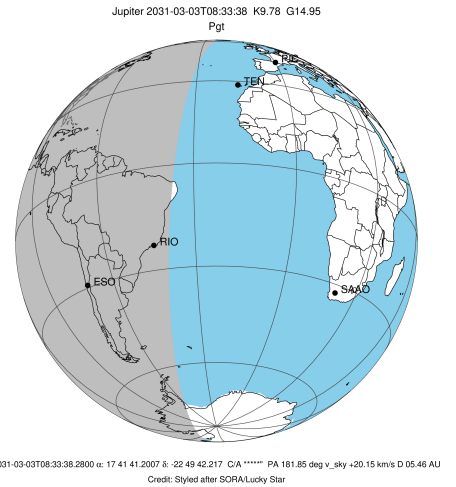 Jupiter 2031-03-03T08:33:38 K9.78 G14.95
Pgt
PIC
TEN
RIO
ESO
SAAO
031-03-03T08:33:38.2800 α: 17 41 41.2007 δ: -22 49 42.217 C/A *****" PA 181.85 deg v_sky +20.15 km/s D 05.46 AU
Credit: Styled after SORA/Lucky Star